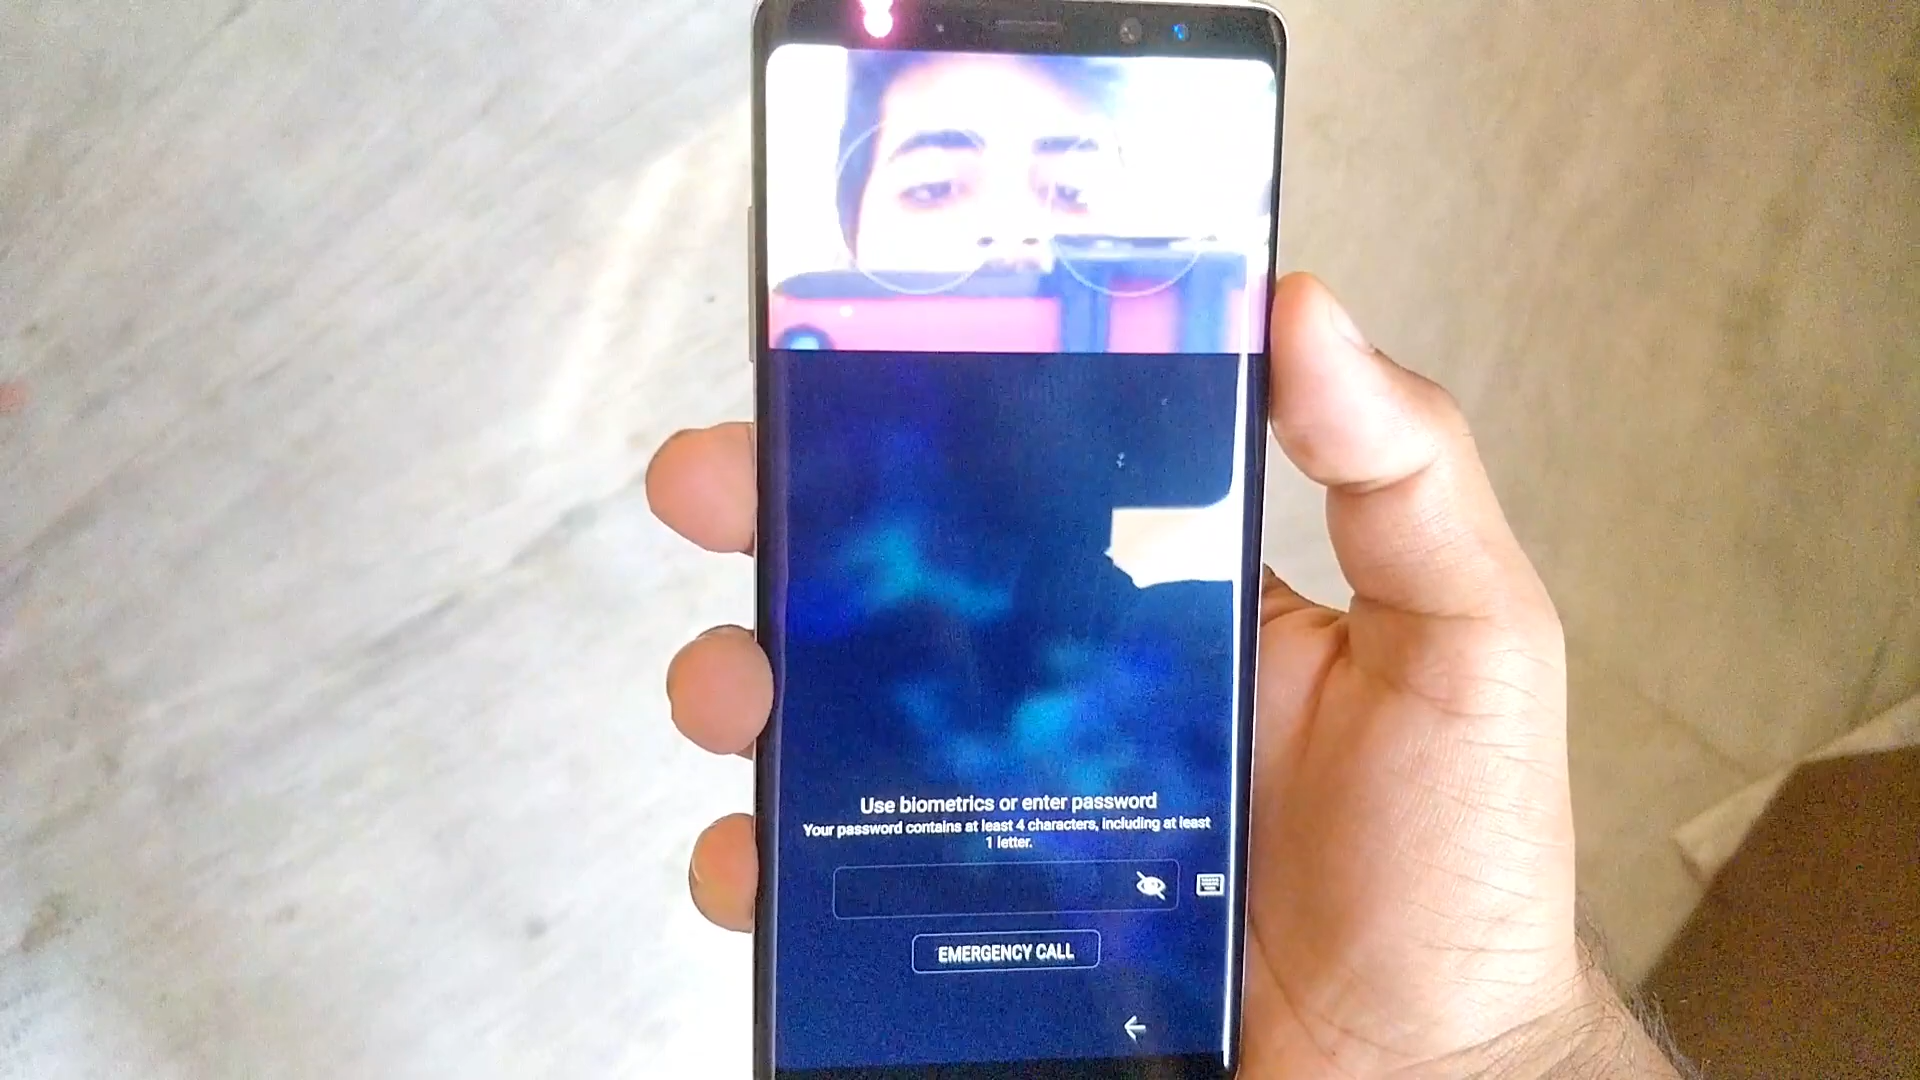 Use biometrics or enter password
Your password contains at least 4 characters, including at least
1 letter.
EMERGENCY CALL